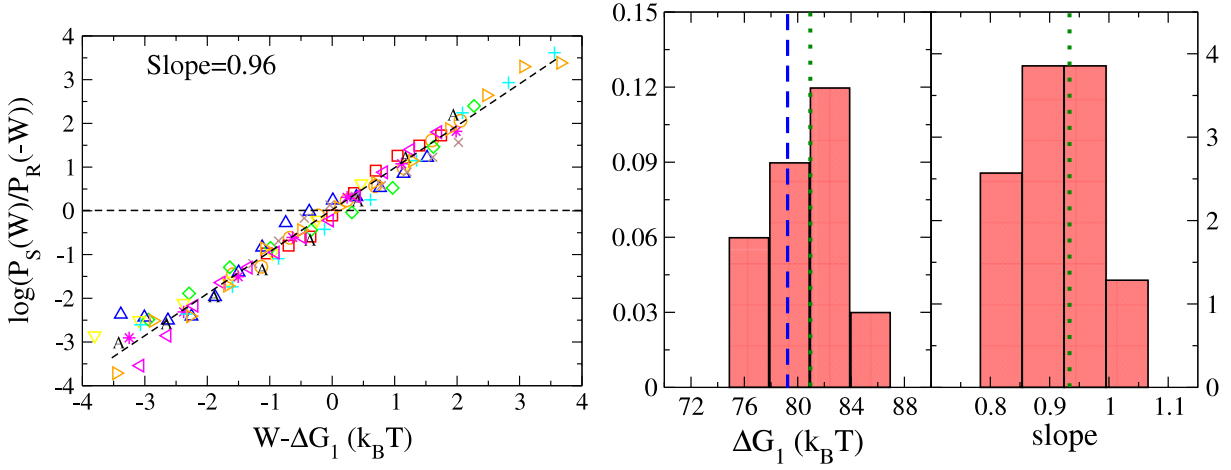 Slope=0.96
log(P_S(W)/P_R(-W))
4
3
2
1
0
-1
-2
-3
-4
A
A
A
A
A
A
A
A
-4
-3
-2
-1
0
1
2
3
4
W-ΔG_1 (k_BT)
0.15
0.12
0.09
0.06
0.03
0
72
76
80
84
88
ΔG_1 (k_BT)
4
3
2
1
0
0.8
0.9
1
1.1
slope